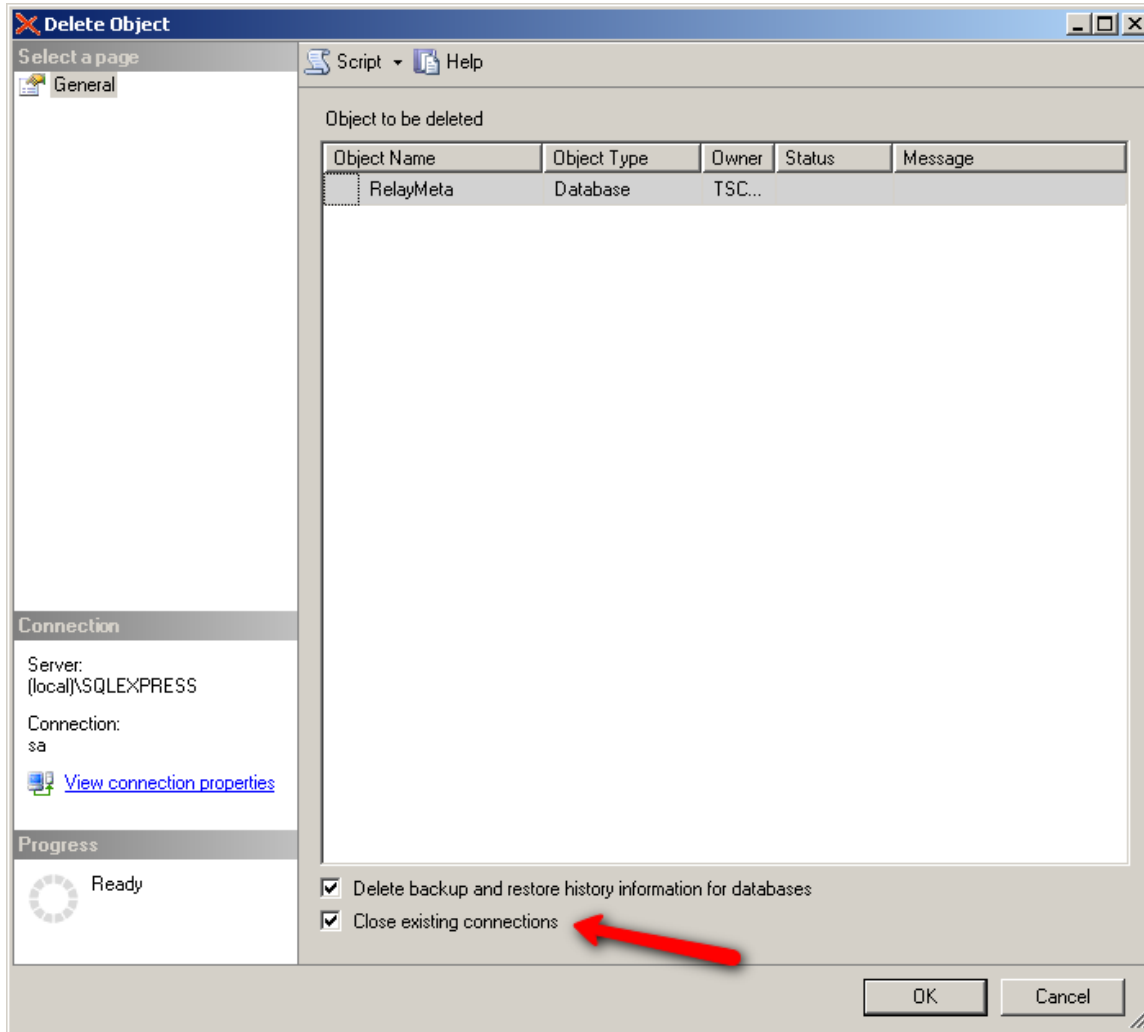 Delete Object
Select a page
General
Script Help
Object to be deleted
Object Name Object Type Owner Status Message
RelayMeta Database TSC...
Connection
Server:
(local)\SQLEXPRESS
Connection:
sa
View connection properties
Progress
Ready
Delete backup and restore history information for databases
Close existing connections
OK Cancel